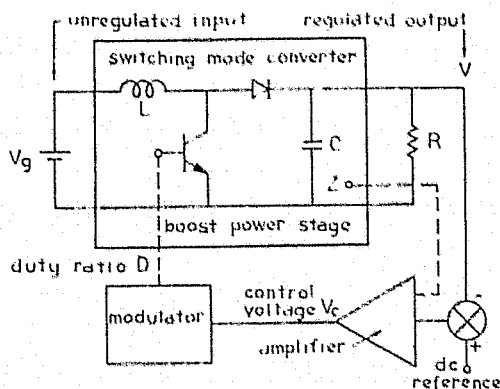 unregulated input
regulated output
switching mode converter
V
L
Vg
C
R
boost power stage
duty ratio D
modulator
control
voltage Vc
amplifier
-
+
dc
reference